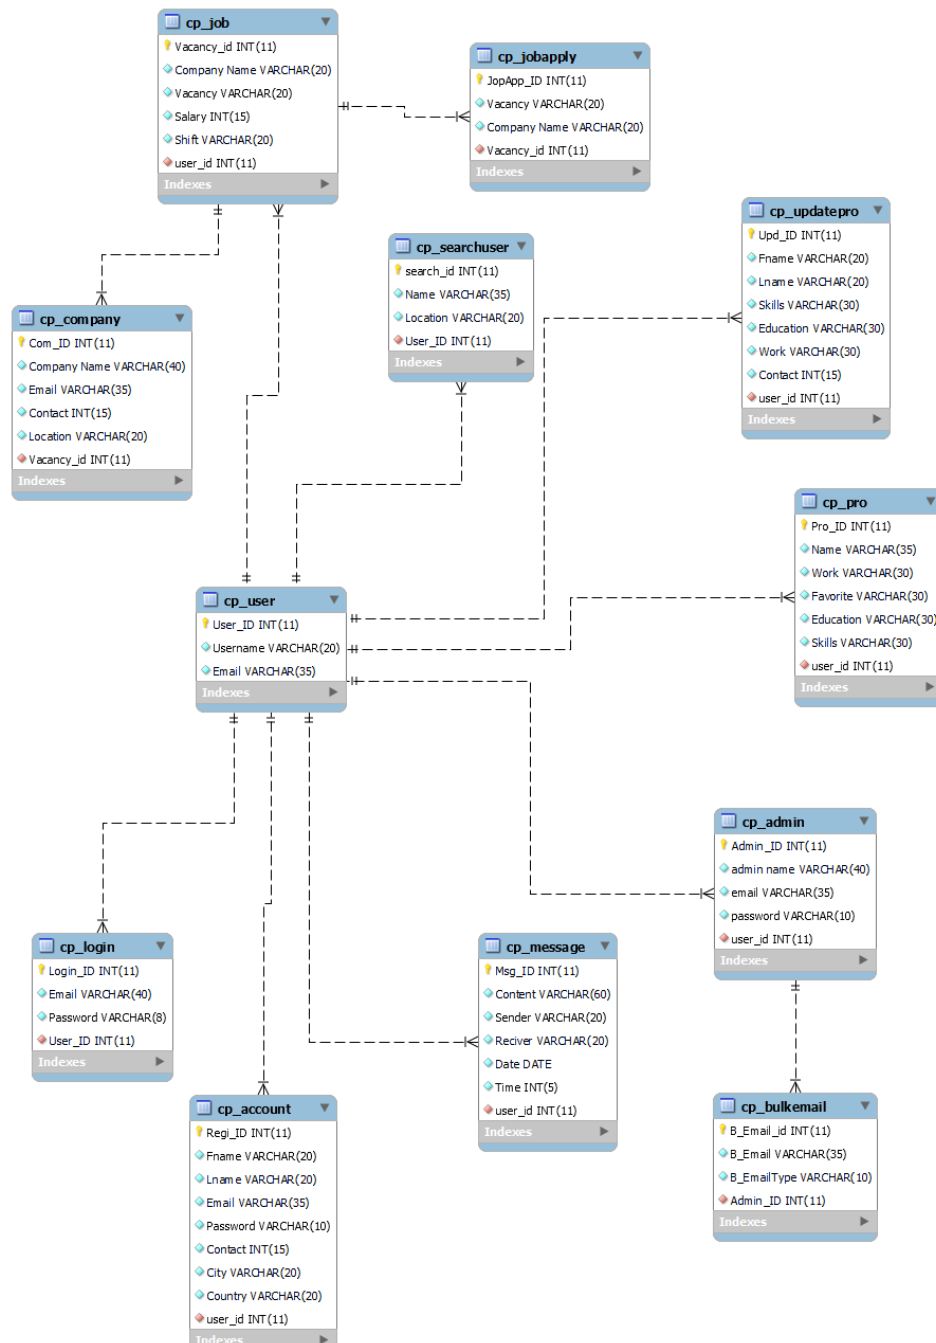 cp_job
Vacancy_id INT(11)
Company Name VARCHAR(20)
Vacancy VARCHAR(20)
Salary INT(15)
Shift VARCHAR(20)
user_id INT(11)
Indexes
cp_jobapply
JopApp_ID INT(11)
Vacancy VARCHAR(20)
Company Name VARCHAR(20)
Vacancy_id INT(11)
Indexes
cp_updatepro
Upd_ID INT(11)
Fname VARCHAR(20)
Lname VARCHAR(20)
Skills VARCHAR(30)
Education VARCHAR(30)
Work VARCHAR(30)
Contact INT(15)
user_id INT(11)
Indexes
cp_searchuser
search_id INT(11)
Name VARCHAR(35)
Location VARCHAR(20)
User_ID INT(11)
Indexes
cp_company
Com_ID INT(11)
Company Name VARCHAR(40)
Email VARCHAR(35)
Contact INT(15)
Location VARCHAR(20)
Vacancy_id INT(11)
Indexes
cp_pro
Pro_ID INT(11)
Name VARCHAR(35)
Work VARCHAR(30)
Favorite VARCHAR(30)
Education VARCHAR(30)
Skills VARCHAR(30)
user_id INT(11)
Indexes
cp_user
User_ID INT(11)
Username VARCHAR(20)
Email VARCHAR(35)
Indexes
cp_admin
Admin_ID INT(11)
admin name VARCHAR(40)
email VARCHAR(35)
password VARCHAR(10)
user_id INT(11)
Indexes
cp_login
Login_ID INT(11)
Email VARCHAR(40)
Password VARCHAR(8)
User_ID INT(11)
Indexes
cp_message
Msg_ID INT(11)
Content VARCHAR(60)
Sender VARCHAR(20)
Reciver VARCHAR(20)
Date DATE
Time INT(5)
user_id INT(11)
Indexes
cp_account
Regi_ID INT(11)
Fname VARCHAR(20)
Lname VARCHAR(20)
Email VARCHAR(35)
Password VARCHAR(10)
Contact INT(15)
City VARCHAR(20)
Country VARCHAR(20)
user_id INT(11)
Indexes
cp_bulkemail
B_Email_id INT(11)
B_Email VARCHAR(35)
B_EmailType VARCHAR(10)
Admin_ID INT(11)
Indexes